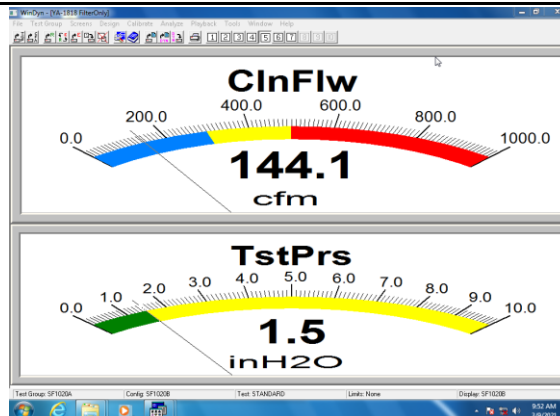 WinDyn - [YA-1818 FilterOnly]
File Test Group Screens Design Calibrate Analyze Playback Tools Window Help
1 2 3 4 5 6 7
ClnFlw
0.0 200.0 400.0 600.0 800.0 1000.0
144.1
cfm
TstPrs
0.0 1.0 2.0 3.0 4.0 5.0 6.0 7.0 8.0 9.0 10.0
1.5
inH2O
Test Group: SF1020A Config: SF1020B Test: STANDARD Limits: None Display: SF1020B
9:52 AM